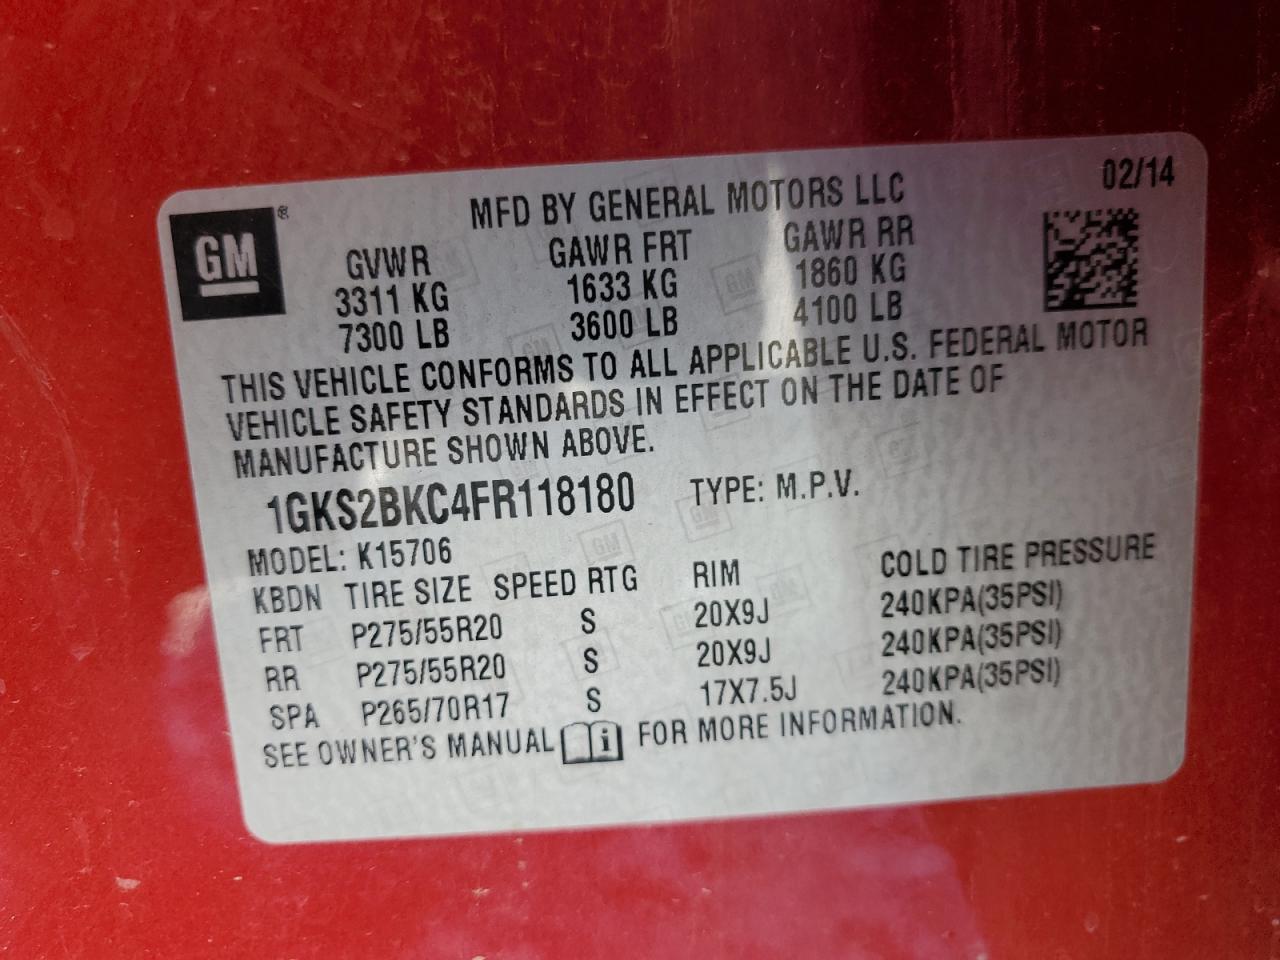 02/14
GM ®
MFD BY GENERAL MOTORS LLC
GVWR GAWR FRT GAWR RR
3311 KG 1633 KG 1860 KG
7300 LB 3600 LB 4100 LB
THIS VEHICLE CONFORMS TO ALL APPLICABLE U.S. FEDERAL MOTOR
VEHICLE SAFETY STANDARDS IN EFFECT ON THE DATE OF
MANUFACTURE SHOWN ABOVE.
1GKS2BKC4FR118180 TYPE: M.P.V.
MODEL: K15706
KBDN TIRE SIZE SPEED RTG RIM COLD TIRE PRESSURE
FRT P275/55R20 S 20X9J 240KPA(35PSI)
RR P275/55R20 S 20X9J 240KPA(35PSI)
SPA P265/70R17 S 17X7.5J 240KPA(35PSI)
SEE OWNER'S MANUAL i FOR MORE INFORMATION.